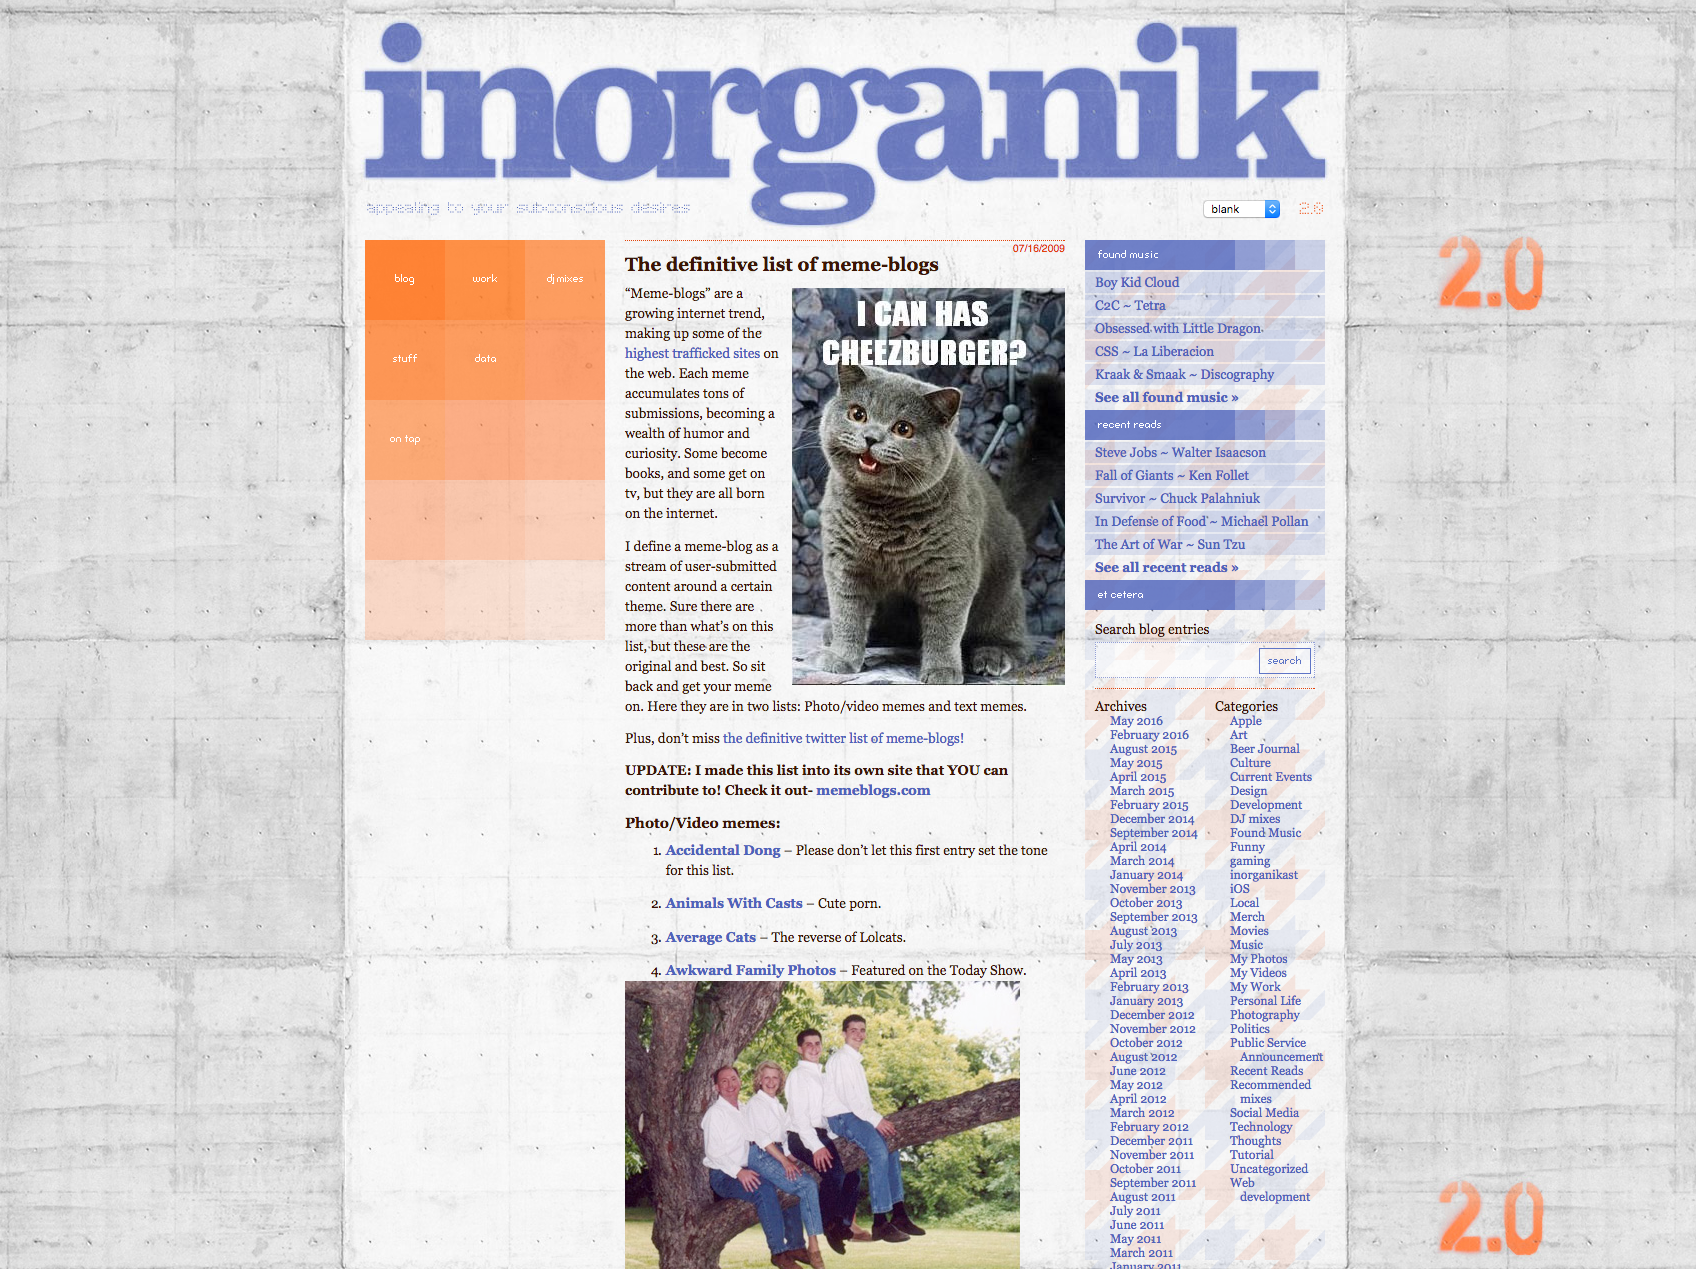 inorganik
appealing to your subconscious desires
blank
2.0
blog
work
dj mixes
stuff
data
on tap
07/16/2009
The definitive list of meme-blogs
“Meme-blogs” are a
growing internet trend,
making up some of the
highest trafficked sites on
the web. Each meme
accumulates tons of
submissions, becoming a
wealth of humor and
curiosity. Some become
books, and some get on
tv, but they are all born
on the internet.
I CAN HAS
CHEEZBURGER?
I define a meme-blog as a
stream of user-submitted
content around a certain
theme. Sure there are
more than what’s on this
list, but these are the
original and best. So sit
back and get your meme
on. Here they are in two lists: Photo/video memes and text memes.
Plus, don’t miss the definitive twitter list of meme-blogs!
UPDATE: I made this list into its own site that YOU can
contribute to! Check it out- memeblogs.com
Photo/Video memes:
1. Accidental Dong – Please don’t let this first entry set the tone
for this list.
2. Animals With Casts – Cute porn.
3. Average Cats – The reverse of Lolcats.
4. Awkward Family Photos – Featured on the Today Show.
found music
Boy Kid Cloud
C2C ~ Tetra
Obsessed with Little Dragon
CSS ~ La Liberacion
Kraak & Smaak ~ Discography
See all found music »
recent reads
Steve Jobs ~ Walter Isaacson
Fall of Giants ~ Ken Follet
Survivor ~ Chuck Palahniuk
In Defense of Food ~ Michael Pollan
The Art of War ~ Sun Tzu
See all recent reads »
et cetera
Search blog entries
search
Archives
May 2016
February 2016
August 2015
May 2015
April 2015
March 2015
February 2015
December 2014
September 2014
April 2014
March 2014
January 2014
November 2013
October 2013
September 2013
August 2013
July 2013
May 2013
April 2013
February 2013
January 2013
December 2012
November 2012
October 2012
August 2012
June 2012
May 2012
April 2012
March 2012
February 2012
December 2011
November 2011
October 2011
September 2011
August 2011
July 2011
June 2011
May 2011
March 2011
January 2011
Categories
Apple
Art
Beer Journal
Culture
Current Events
Design
Development
DJ mixes
Found Music
Funny
gaming
inorganikast
iOS
Local
Merch
Movies
Music
My Photos
My Videos
My Work
Personal Life
Photography
Politics
Public Service
Announcement
Recent Reads
Recommended
mixes
Social Media
Technology
Thoughts
Tutorial
Uncategorized
Web
development
2.0
2.0